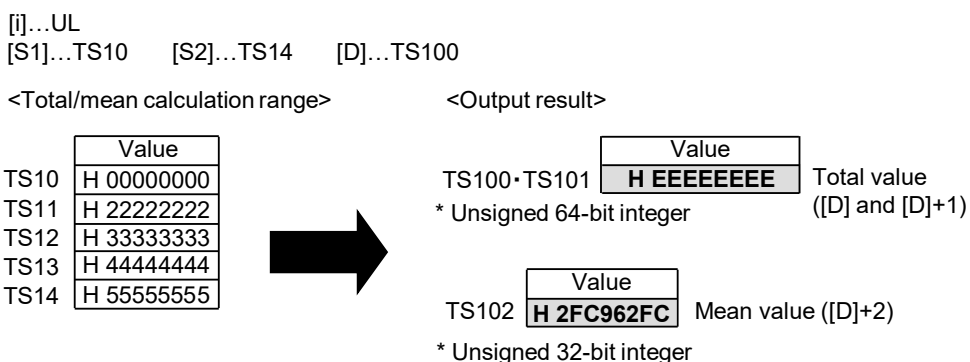 [i]…UL
[S1]…TS10 [S2]…TS14 [D]…TS100
<Total/mean calculation range>
Value
TS10 H 00000000
TS11 H 22222222
TS12 H 33333333
TS13 H 44444444
TS14 H 55555555
<Output result>
Value
TS100・TS101 H EEEEEEEE Total value
([D] and [D]+1)
* Unsigned 64-bit integer
Value
TS102 H 2FC962FC Mean value ([D]+2)
* Unsigned 32-bit integer